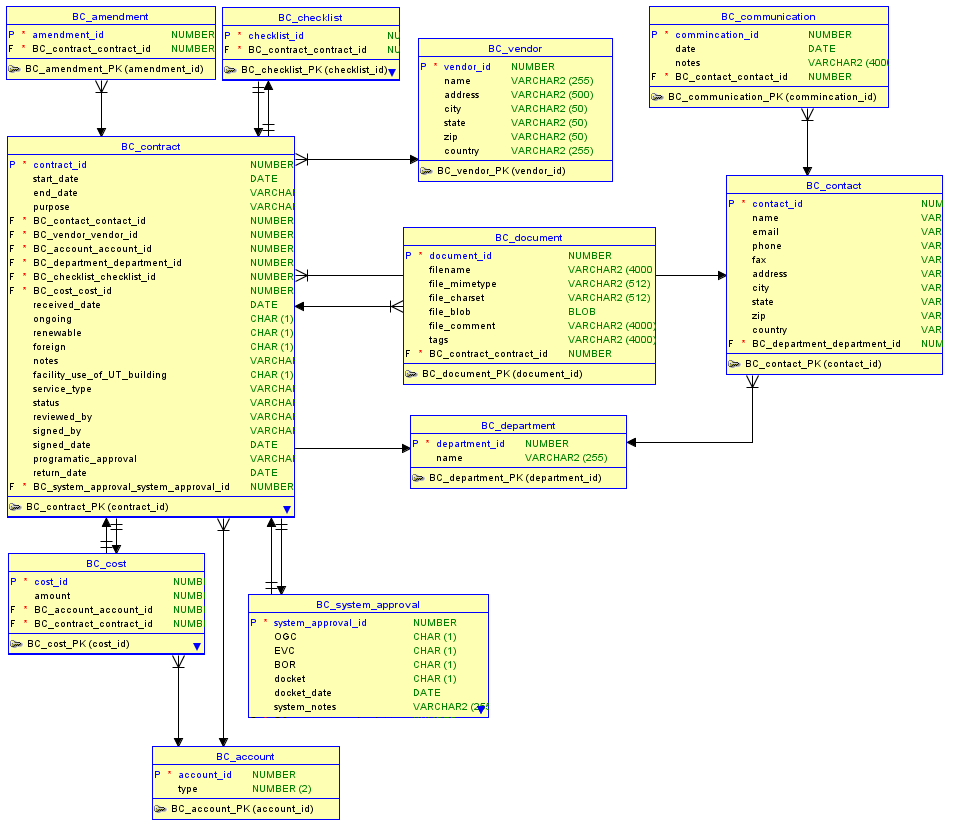 BC_amendment
P * amendment_id NUMBER
F * BC_contract_contract_id NUMBER
BC_amendment_PK (amendment_id)
BC_checklist
P * checklist_id NU
F * BC_contract_contract_id NU
BC_checklist_PK (checklist_id)
BC_vendor
P * vendor_id NUMBER
name VARCHAR2 (255)
address VARCHAR2 (500)
city VARCHAR2 (50)
state VARCHAR2 (50)
zip VARCHAR2 (50)
country VARCHAR2 (255)
BC_vendor_PK (vendor_id)
BC_communication
P * commincation_id NUMBER
date DATE
notes VARCHAR2 (400
F * BC_contact_contact_id NUMBER
BC_communication_PK (commincation_id)
BC_contract
P * contract_id NUMBER
start_date DATE
end_date VARCHA
purpose VARCHA
F * BC_contact_contact_id NUMBER
F * BC_vendor_vendor_id NUMBER
F * BC_account_account_id NUMBER
F * BC_department_department_id NUMBER
F * BC_checklist_checklist_id NUMBER
F * BC_cost_cost_id NUMBER
received_date DATE
ongoing CHAR (1)
renewable CHAR (1)
foreign CHAR (1)
notes VARCHA
facility_use_of_UT_building CHAR (1)
service_type VARCHA
status VARCHA
reviewed_by VARCHA
signed_by VARCHA
signed_date DATE
programatic_approval VARCHA
return_date DATE
F * BC_system_approval_system_approval_id NUMBER
BC_contract_PK (contract_id)
BC_document
P * document_id NUMBER
filename VARCHAR2 (4000
file_mimetype VARCHAR2 (512)
file_charset VARCHAR2 (512)
file_blob BLOB
file_comment VARCHAR2 (4000)
tags VARCHAR2 (4000)
F * BC_contract_contract_id NUMBER
BC_document_PK (document_id)
BC_contact
P * contact_id NUM
name VAR
email VAR
phone VAR
fax VAR
address VAR
city VAR
state VAR
zip VAR
country VAR
F * BC_department_department_id NUM
BC_contact_PK (contact_id)
BC_department
P * department_id NUMBER
name VARCHAR2 (255)
BC_department_PK (department_id)
BC_cost
P * cost_id NUMB
amount NUMB
F * BC_account_account_id NUMB
F * BC_contract_contract_id NUMB
BC_cost_PK (cost_id)
BC_system_approval
P * system_approval_id NUMBER
OGC CHAR (1)
EVC CHAR (1)
BOR CHAR (1)
docket CHAR (1)
docket_date DATE
system_notes VARCHAR2 (255
BC_account
P * account_id NUMBER
type NUMBER (2)
BC_account_PK (account_id)